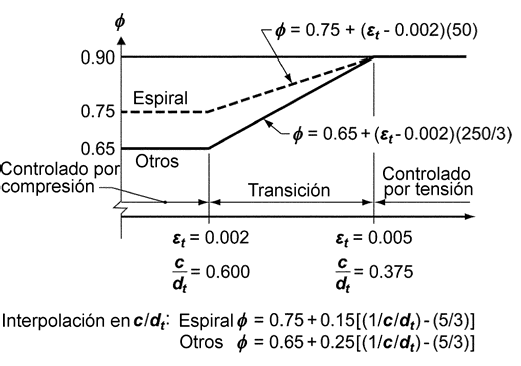 ϕ
ϕ = 0.75 + (εt - 0.002)(50)
0.90
Espiral
0.75
ϕ = 0.65 + (εt - 0.002)(250/3)
0.65
Otros
Controlado por
compresión
Transición
Controlado
por tensión
εt = 0.002
εt = 0.005
c/dt = 0.600
c/dt = 0.375
Interpolación en c/dt: Espiral ϕ = 0.75 + 0.15[(1/c/dt) - (5/3)]
Otros ϕ = 0.65 + 0.25[(1/c/dt) - (5/3)]